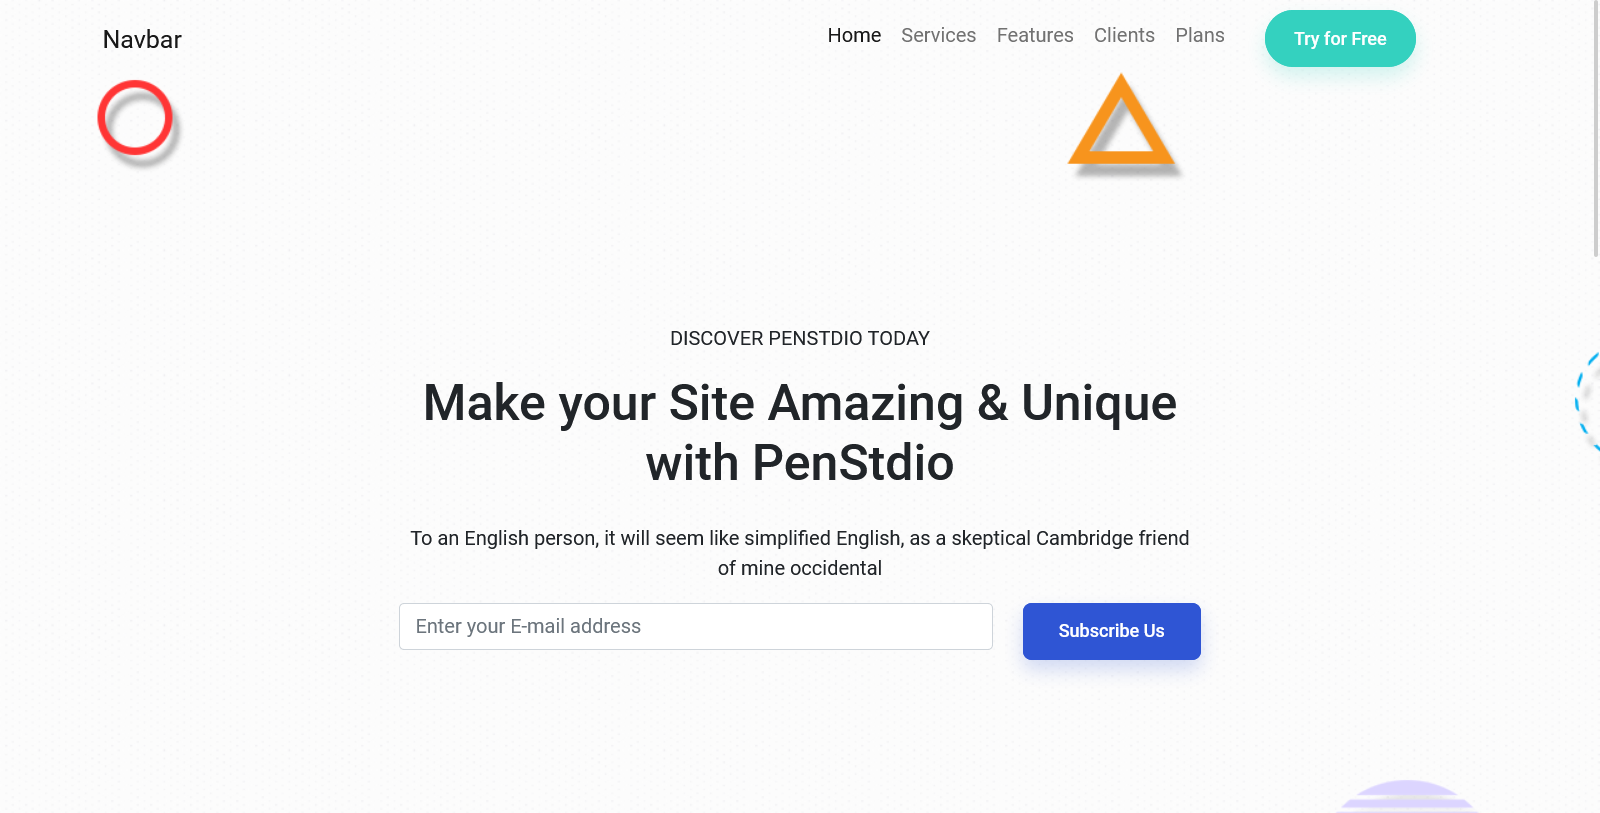 Navbar
Home Services Features Clients Plans Try for Free
DISCOVER PENSTDIO TODAY
Make your Site Amazing & Unique
with PenStdio
To an English person, it will seem like simplified English, as a skeptical Cambridge friend
of mine occidental
Enter your E-mail address
Subscribe Us